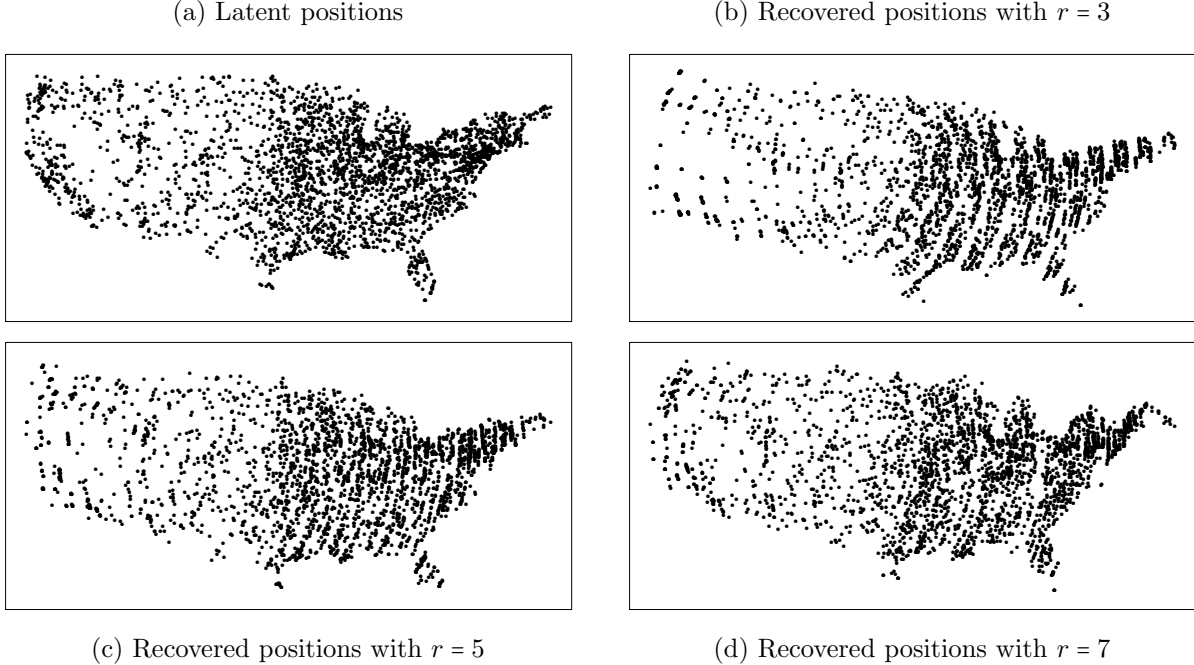 (a) Latent positions
(b) Recovered positions with r = 3
(c) Recovered positions with r = 5
(d) Recovered positions with r = 7